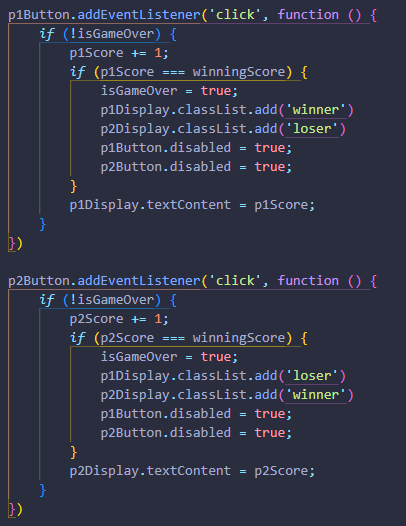 p1Button.addEventListener('click', function () {
    if (!isGameOver) {
        p1Score += 1;
        if (p1Score === winningScore) {
            isGameOver = true;
            p1Display.classList.add('winner')
            p2Display.classList.add('loser')
            p1Button.disabled = true;
            p2Button.disabled = true;
        }
        p1Display.textContent = p1Score;
    }
})
p2Button.addEventListener('click', function () {
    if (!isGameOver) {
        p2Score += 1;
        if (p2Score === winningScore) {
            isGameOver = true;
            p1Display.classList.add('loser')
            p2Display.classList.add('winner')
            p1Button.disabled = true;
            p2Button.disabled = true;
        }
        p2Display.textContent = p2Score;
    }
})